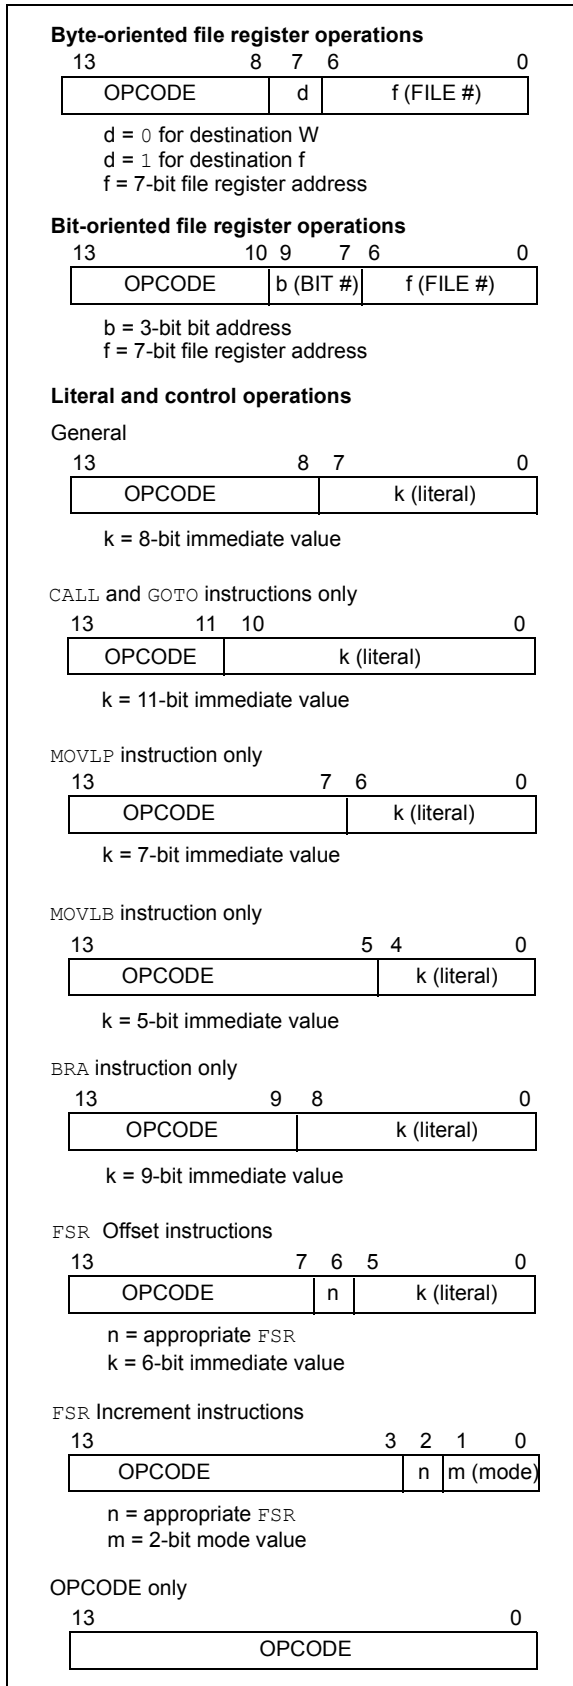 Byte-oriented file register operations
13 8 7 6 0
OPCODE d f (FILE #)
d = 0 for destination W
d = 1 for destination f
f = 7-bit file register address
Bit-oriented file register operations
13 10 9 7 6 0
OPCODE b (BIT #) f (FILE #)
b = 3-bit bit address
f = 7-bit file register address
Literal and control operations
General
13 8 7 0
OPCODE k (literal)
k = 8-bit immediate value
CALL and GOTO instructions only
13 11 10 0
OPCODE k (literal)
k = 11-bit immediate value
MOVLP instruction only
13 7 6 0
OPCODE k (literal)
k = 7-bit immediate value
MOVLB instruction only
13 5 4 0
OPCODE k (literal)
k = 5-bit immediate value
BRA instruction only
13 9 8 0
OPCODE k (literal)
k = 9-bit immediate value
FSR Offset instructions
13 7 6 5 0
OPCODE n k (literal)
n = appropriate FSR
k = 6-bit immediate value
FSR Increment instructions
13 3 2 1 0
OPCODE n m (mode)
n = appropriate FSR
m = 2-bit mode value
OPCODE only
13 0
OPCODE